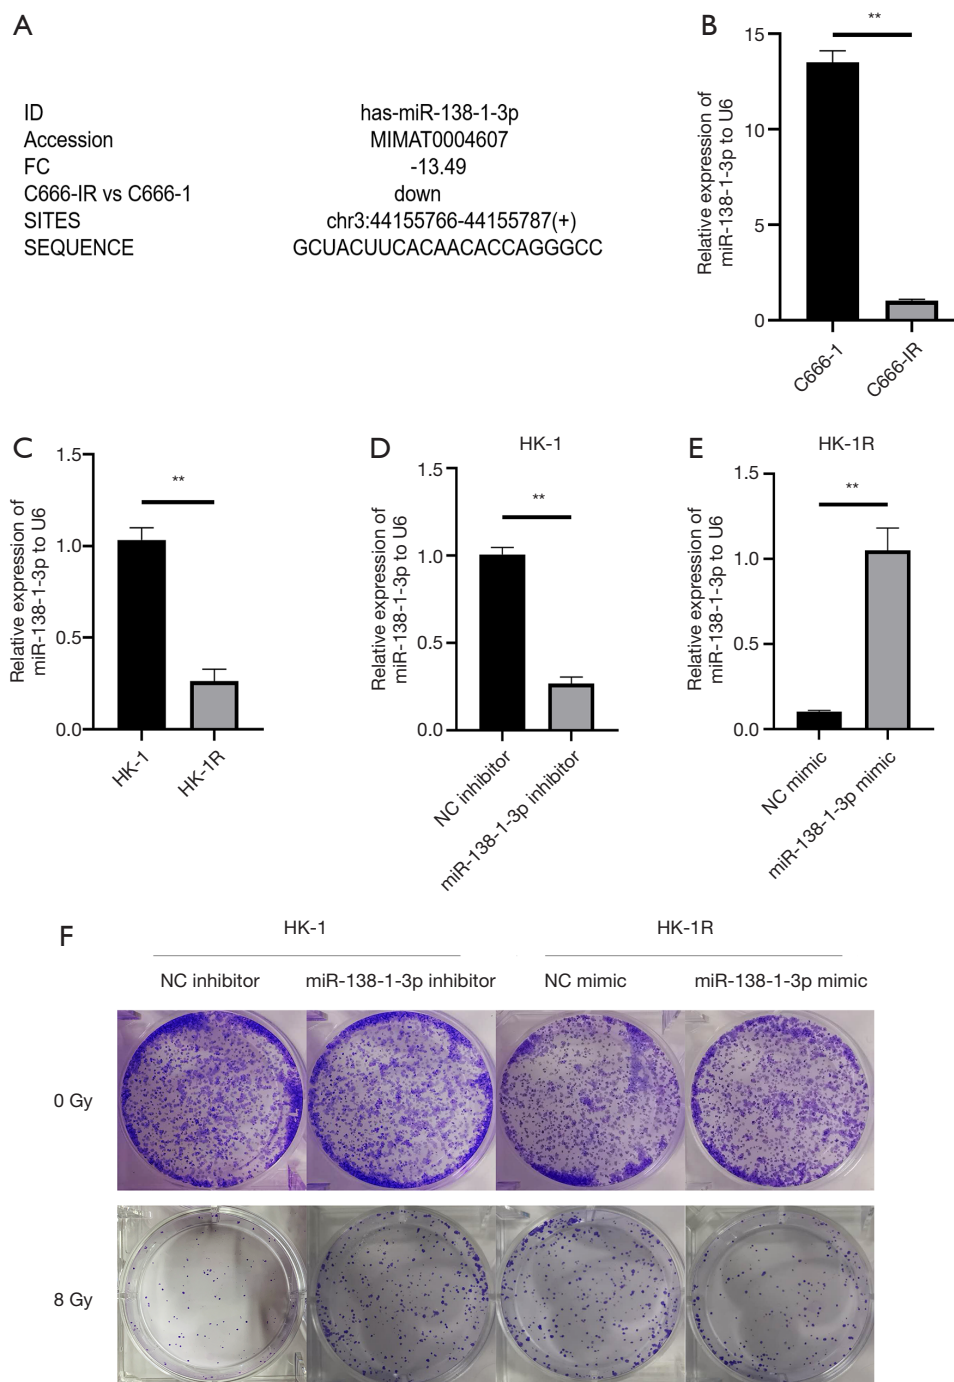 A
ID has-miR-138-1-3p
Accession MIMAT0004607
FC -13.49
C666-IR vs C666-1 down
SITES chr3:44155766-44155787(+)
SEQUENCE GCUACUUCACAACACCAGGGCC
B
**
Relative expression of
miR-138-1-3p to U6
15
10
5
0
C666-1
C666-IR
C
**
Relative expression of
miR-138-1-3p to U6
1.5
1.0
0.5
0.0
HK-1
HK-1R
D
HK-1
**
Relative expression of
miR-138-1-3p to U6
1.5
1.0
0.5
0.0
NC inhibitor
miR-138-1-3p inhibitor
E
HK-1R
**
Relative expression of
miR-138-1-3p to U6
1.5
1.0
0.5
0.0
NC mimic
miR-138-1-3p mimic
F
HK-1 HK-1R
NC inhibitor miR-138-1-3p inhibitor NC mimic miR-138-1-3p mimic
0 Gy
8 Gy